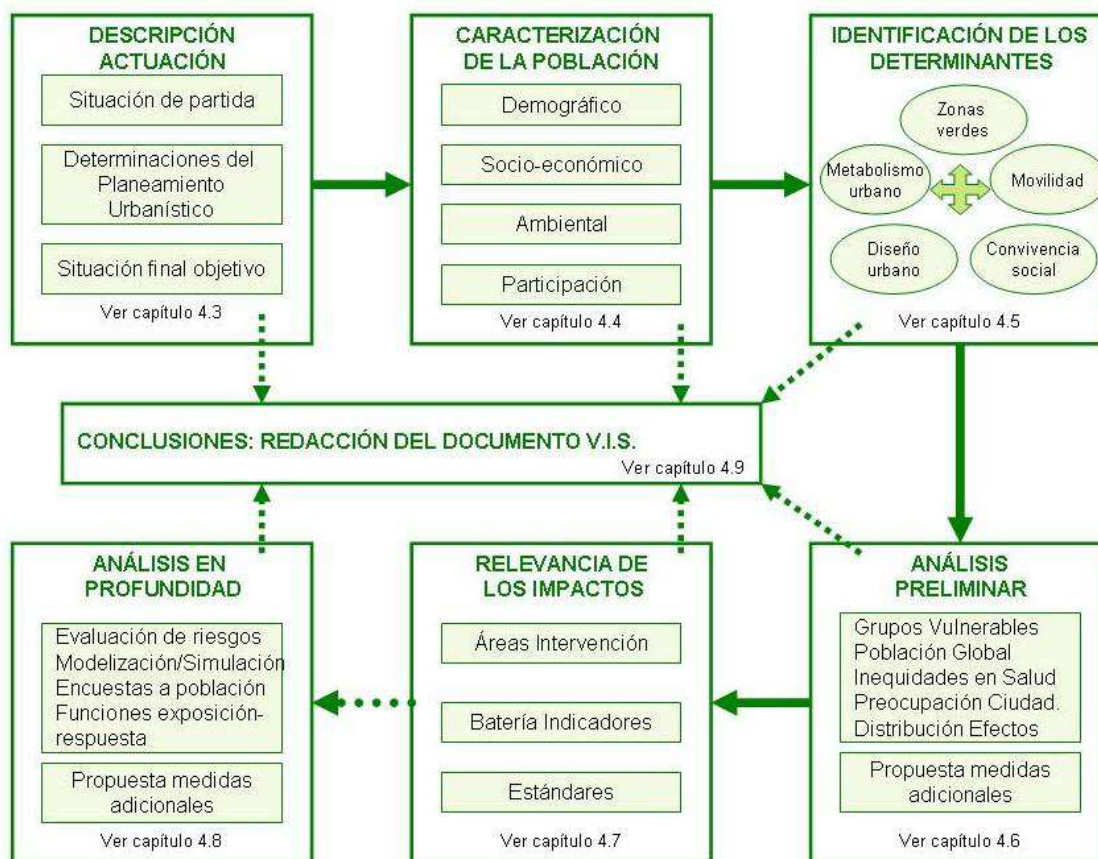 DESCRIPCIÓN
ACTUACIÓN
Situación de partida
Determinaciones del
Planeamiento
Urbanístico
Situación final objetivo
Ver capítulo 4.3
CARACTERIZACIÓN
DE LA POBLACIÓN
Demográfico
Socio-económico
Ambiental
Participación
Ver capítulo 4.4
IDENTIFICACIÓN DE LOS
DETERMINANTES
Zonas
verdes
Metabolismo
urbano
Movilidad
Diseño
urbano
Convivencia
social
Ver capítulo 4.5
CONCLUSIONES: REDACCIÓN DEL DOCUMENTO V.I.S.
Ver capítulo 4.9
ANÁLISIS EN
PROFUNDIDAD
Evaluación de riesgos
Modelización/Simulación
Encuestas a población
Funciones exposición-
respuesta
Propuesta medidas
adicionales
Ver capítulo 4.8
RELEVANCIA DE
LOS IMPACTOS
Áreas Intervención
Batería Indicadores
Estándares
Ver capítulo 4.7
ANÁLISIS
PRELIMINAR
Grupos Vulnerables
Población Global
Inequidades en Salud
Preocupación Ciudad.
Distribución Efectos
Propuesta medidas
adicionales
Ver capítulo 4.6